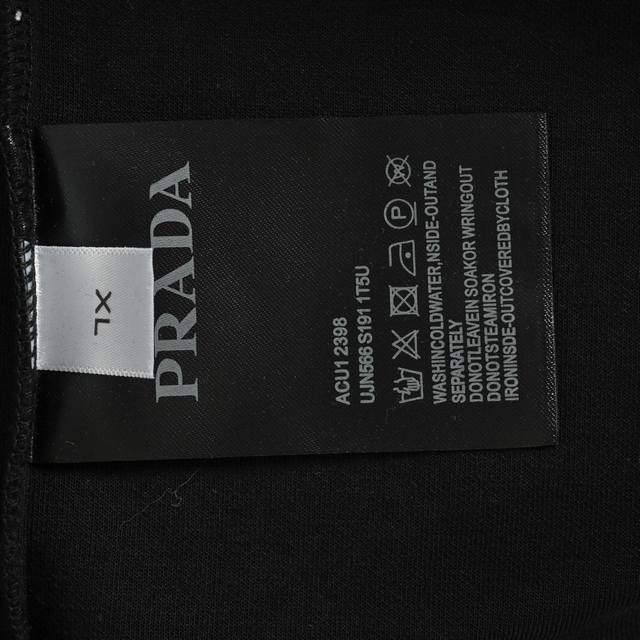 XL
PRADA
ACU1 2398
UJN566 S191 1T5U
P
WASHINCOLDWATER,NSIDE-OUTAND
SEPARATELY
DONOTLEAVEIN SOAKOR WRINGOUT
DONOTSTEAMIRON
IRONINSDE-OUTCOVEREDBYCLOTH